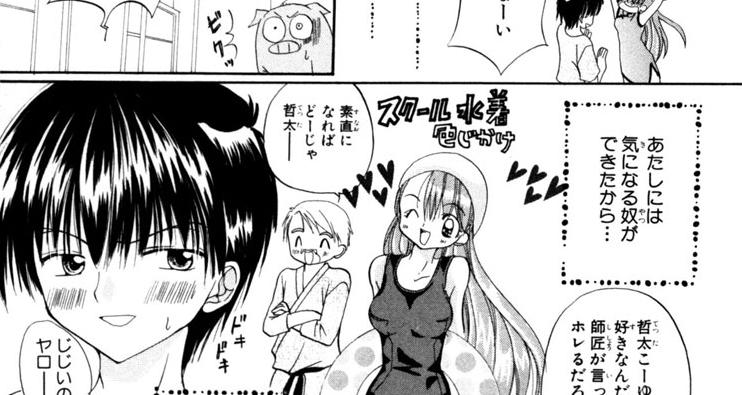 なーい
ビクッ
あたしには
気になる奴が
できたから…
スクール水着
色じかけ
素直に
なれば
どーじゃ
哲太ー
ドキ
ドキ
哲太こーゆ
好きなんだ
師匠が言っ
ホレるだろ
じじいの
ヤロー